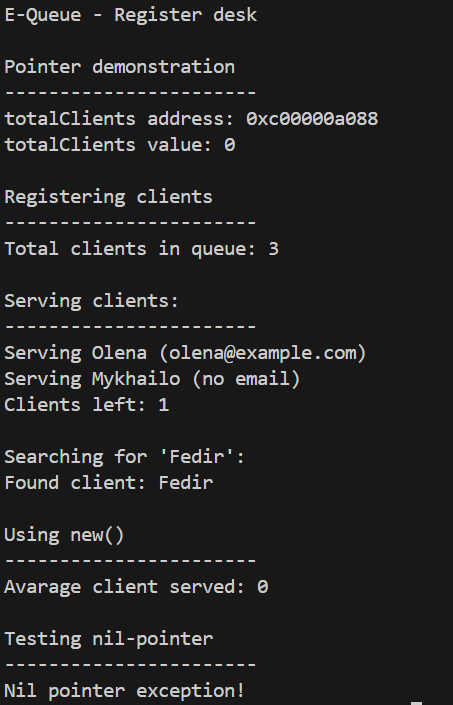 E-Queue - Register desk
Pointer demonstration
-----------------------
totalClients address: 0xc00000a088
totalClients value: 0
Registering clients
-----------------------
Total clients in queue: 3
Serving clients:
-----------------------
Serving Olena (olena@example.com)
Serving Mykhailo (no email)
Clients left: 1
Searching for 'Fedir':
Found client: Fedir
Using new()
-----------------------
Avarage client served: 0
Testing nil-pointer
-----------------------
Nil pointer exception!